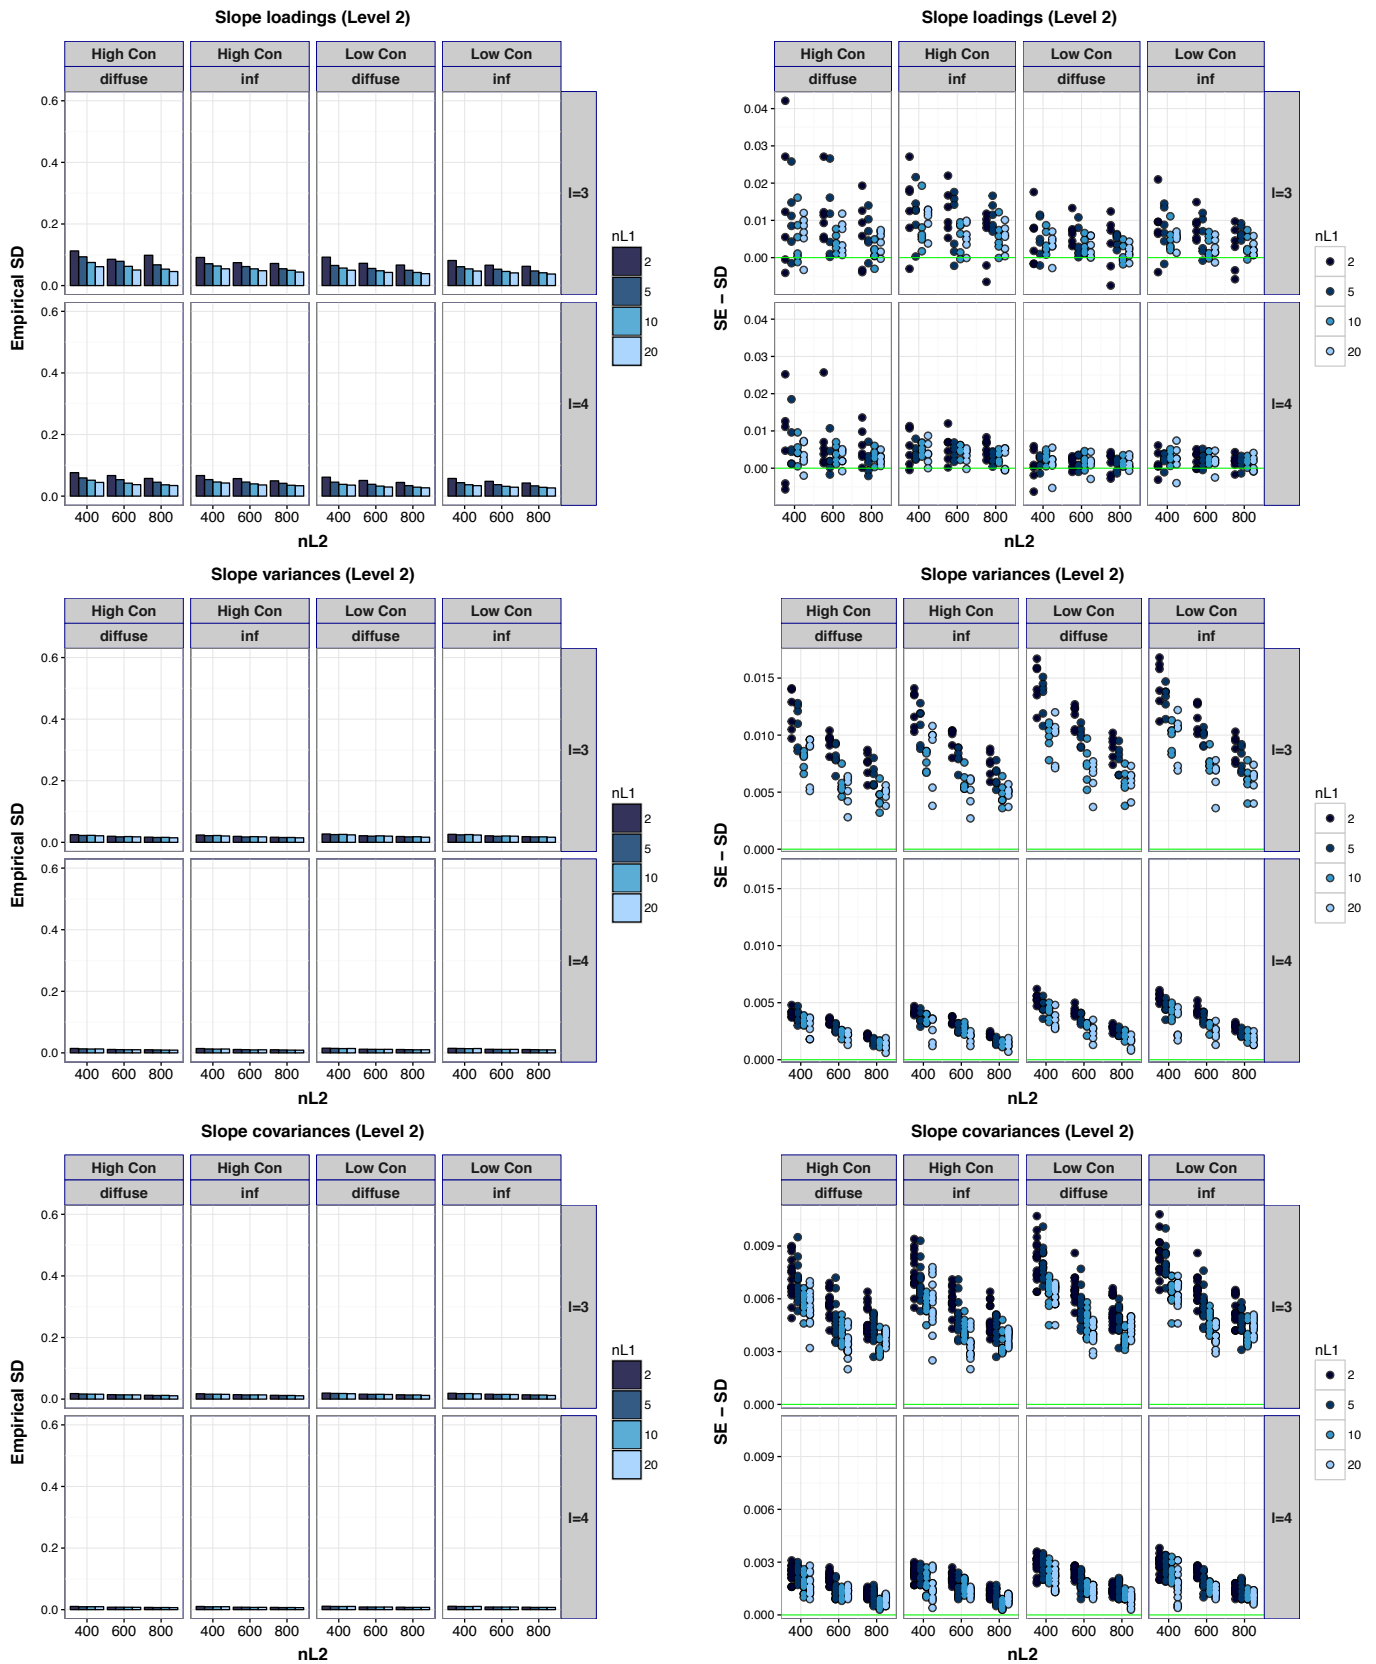 Slope loadings (Level 2)
High Con High Con Low Con Low Con
diffuse inf diffuse inf
0.6
0.4
0.2
0.0
l=3
0.6
0.4
0.2
0.0
l=4
400 600 800 400 600 800 400 600 800 400 600 800
nL2
Empirical SD
nL1
2
5
10
20
Slope loadings (Level 2)
High Con High Con Low Con Low Con
diffuse inf diffuse inf
0.04
0.03
0.02
0.01
0.00
l=3
0.04
0.03
0.02
0.01
0.00
l=4
400 600 800 400 600 800 400 600 800 400 600 800
nL2
SE − SD
nL1
2
5
10
20
Slope variances (Level 2)
High Con High Con Low Con Low Con
diffuse inf diffuse inf
0.6
0.4
0.2
0.0
l=3
0.6
0.4
0.2
0.0
l=4
400 600 800 400 600 800 400 600 800 400 600 800
nL2
Empirical SD
nL1
2
5
10
20
Slope variances (Level 2)
High Con High Con Low Con Low Con
diffuse inf diffuse inf
0.015
0.010
0.005
0.000
l=3
0.015
0.010
0.005
0.000
l=4
400 600 800 400 600 800 400 600 800 400 600 800
nL2
SE − SD
nL1
2
5
10
20
Slope covariances (Level 2)
High Con High Con Low Con Low Con
diffuse inf diffuse inf
0.6
0.4
0.2
0.0
l=3
0.6
0.4
0.2
0.0
l=4
400 600 800 400 600 800 400 600 800 400 600 800
nL2
Empirical SD
nL1
2
5
10
20
Slope covariances (Level 2)
High Con High Con Low Con Low Con
diffuse inf diffuse inf
0.009
0.006
0.003
0.000
l=3
0.009
0.006
0.003
0.000
l=4
400 600 800 400 600 800 400 600 800 400 600 800
nL2
SE − SD
nL1
2
5
10
20